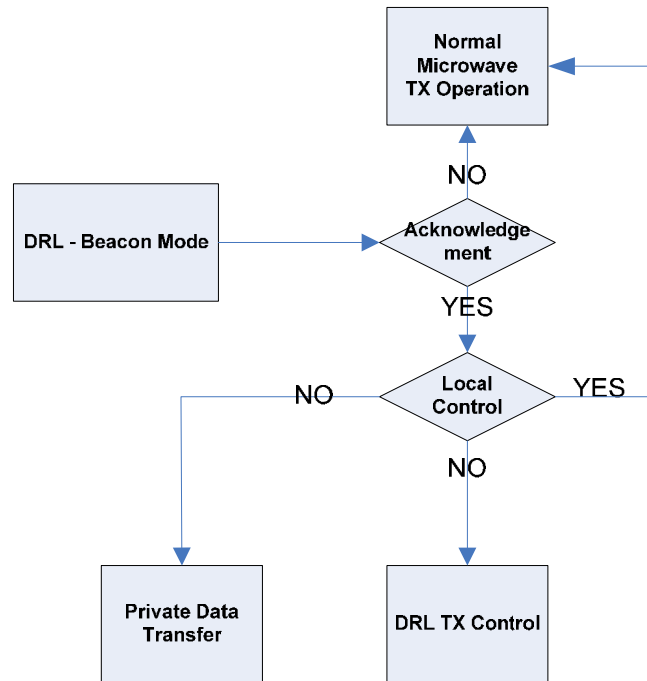 Normal
Microwave
TX Operation
NO
DRL - Beacon Mode
Acknowledge
ment
YES
Local
Control
NO
YES
NO
Private Data
Transfer
DRL TX Control